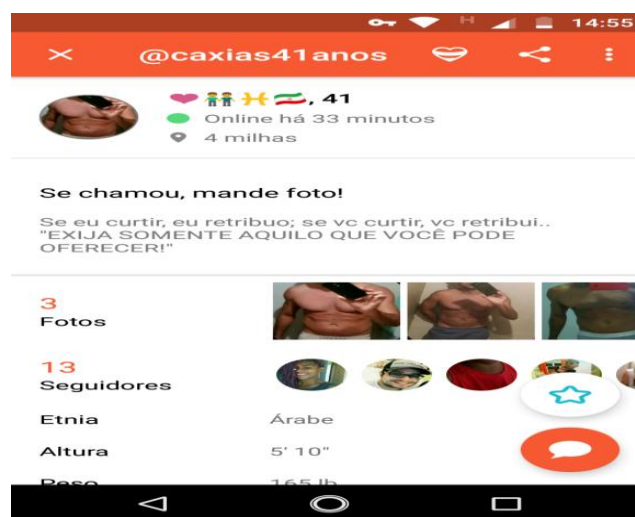 H 14:55
@caxias41anos
, 41
Online há 33 minutos
4 milhas
Se chamou, mande foto!
Se eu curtir, eu retribuo; se vc curtir, vc retribui..
"EXIJA SOMENTE AQUILO QUE VOCÊ PODE
OFERECER!"
3
Fotos
13
Seguidores
Etnia Árabe
Altura 5' 10"
Peso 165 lb